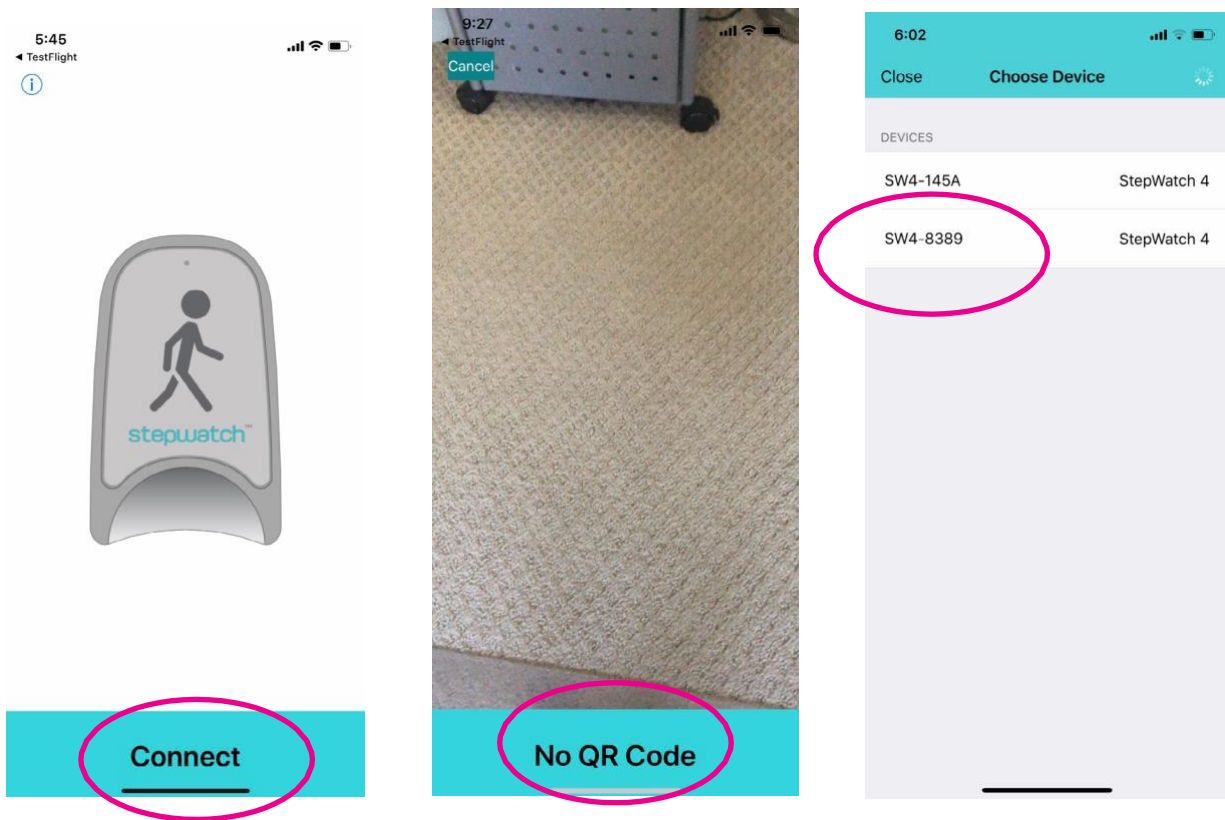 5:45
◀ TestFlight
stepwatch™
Connect
9:27
◀ TestFlight
Cancel
No QR Code
6:02
Close Choose Device
DEVICES
SW4-145A StepWatch 4
SW4-8389 StepWatch 4